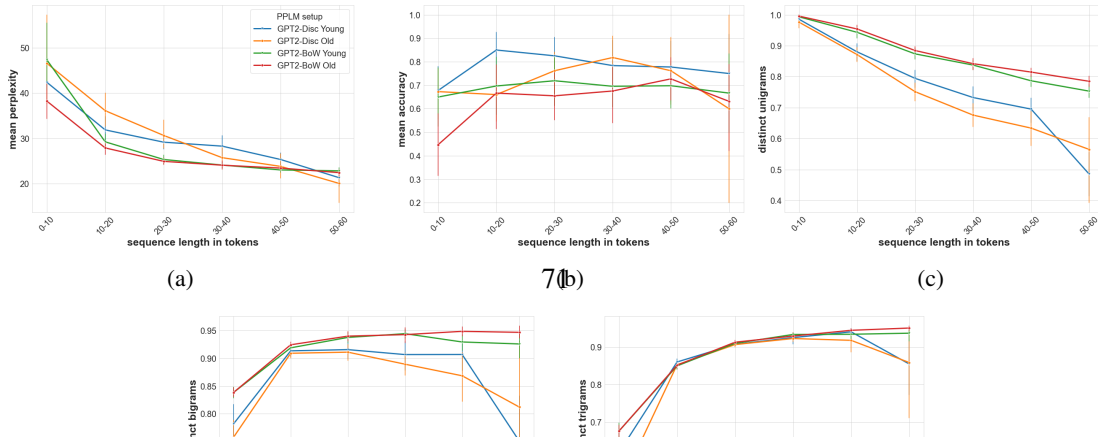 PPLM setup
GPT2-Disc Young
GPT2-Disc Old
GPT2-BoW Young
GPT2-BoW Old
mean perplexity
50
40
30
20
0-10 10-20 20-30 30-40 40-50 50-60
sequence length in tokens
(a)
mean accuracy
1.0
0.9
0.8
0.7
0.6
0.5
0.4
0.3
0.2
0-10 10-20 20-30 30-40 40-50 50-60
sequence length in tokens
71
(b)
distinct unigrams
1.0
0.9
0.8
0.7
0.6
0.5
0.4
0-10 10-20 20-30 30-40 40-50 50-60
sequence length in tokens
(c)
nct bigrams
0.95
0.90
0.85
0.80
nct trigrams
0.9
0.8
0.7